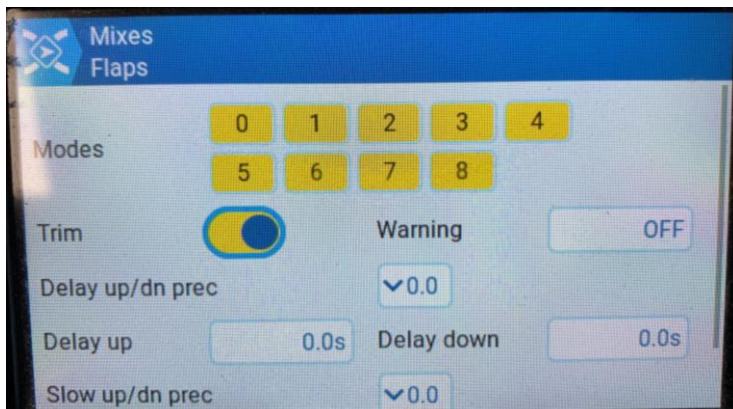 Mixes
Flaps
Modes
0 1 2 3 4
5 6 7 8
Trim Warning OFF
Delay up/dn prec 0.0
Delay up 0.0s Delay down 0.0s
Slow up/dn prec 0.0